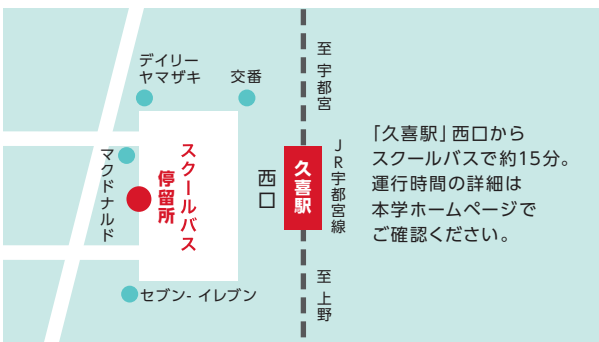 デイリー
ヤマザキ
交番
マクドナルド
スクールバス
停留所
セブン‐イレブン
西口
久喜駅
至 宇都宮
JR宇都宮線
至 上野
「久喜駅」西口から
スクールバスで約15分。
運行時間の詳細は
本学ホームページで
ご確認ください。